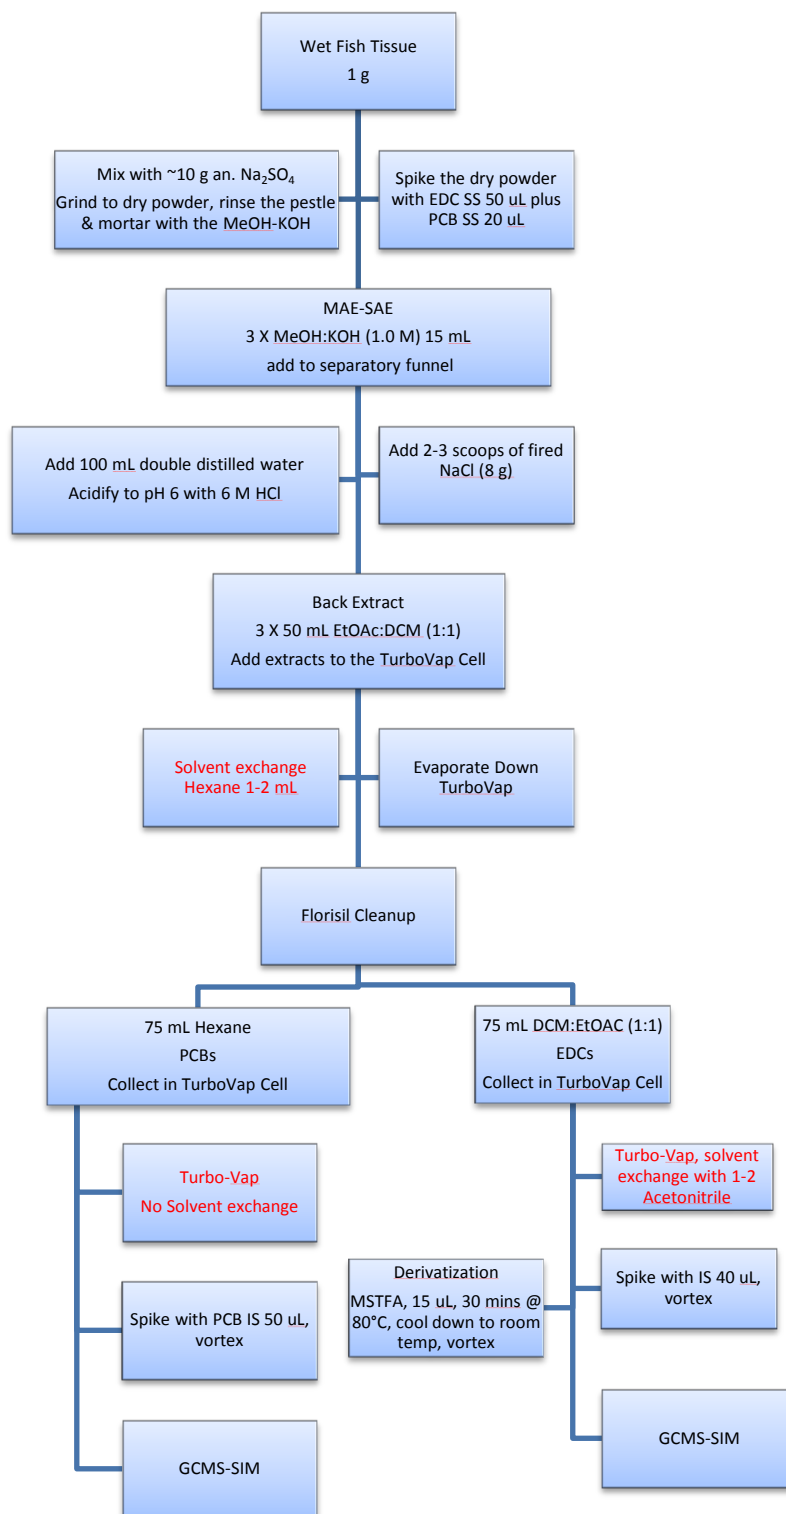 Wet Fish Tissue
1 g
Mix with ~10 g an. Na₂SO₄
Grind to dry powder, rinse the pestle
& mortar with the MeOH-KOH
Spike the dry powder
with EDC SS 50 uL plus
PCB SS 20 uL
MAE-SAE
3 X MeOH:KOH (1.0 M) 15 mL
add to separatory funnel
Add 100 mL double distilled water
Acidify to pH 6 with 6 M HCl
Add 2-3 scoops of fired
NaCl (8 g)
Back Extract
3 X 50 mL EtOAc:DCM (1:1)
Add extracts to the TurboVap Cell
Solvent exchange
Hexane 1-2 mL
Evaporate Down
TurboVap
Florisil Cleanup
75 mL Hexane
PCBs
Collect in TurboVap Cell
75 mL DCM:EtOAC (1:1)
EDCs
Collect in TurboVap Cell
Turbo-Vap
No Solvent exchange
Turbo-Vap, solvent
exchange with 1-2
Acetonitrile
Derivatization
MSTFA, 15 uL, 30 mins @
80°C, cool down to room
temp, vortex
Spike with IS 40 uL,
vortex
Spike with PCB IS 50 uL,
vortex
GCMS-SIM
GCMS-SIM